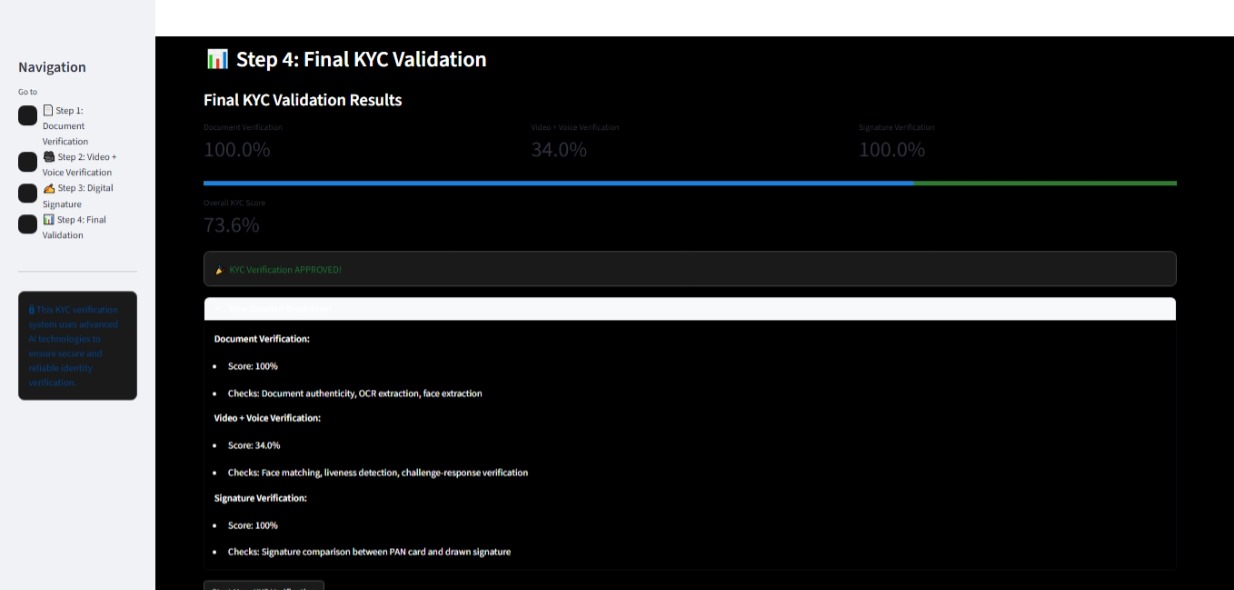 Navigation
Go to
Step 1:
Document
Verification
Step 2: Video +
Voice Verification
Step 3: Digital
Signature
Step 4: Final
Validation
This KYC verification
system uses advanced
AI technologies to
ensure secure and
reliable identity
verification.
Step 4: Final KYC Validation
Final KYC Validation Results
Document Verification
Video + Voice Verification
Signature Verification
100.0%
34.0%
100.0%
Overall KYC Score
73.6%
KYC Verification APPROVED!
Document Verification:
• Score: 100%
• Checks: Document authenticity, OCR extraction, face extraction
Video + Voice Verification:
• Score: 34.0%
• Checks: Face matching, liveness detection, challenge-response verification
Signature Verification:
• Score: 100%
• Checks: Signature comparison between PAN card and drawn signature